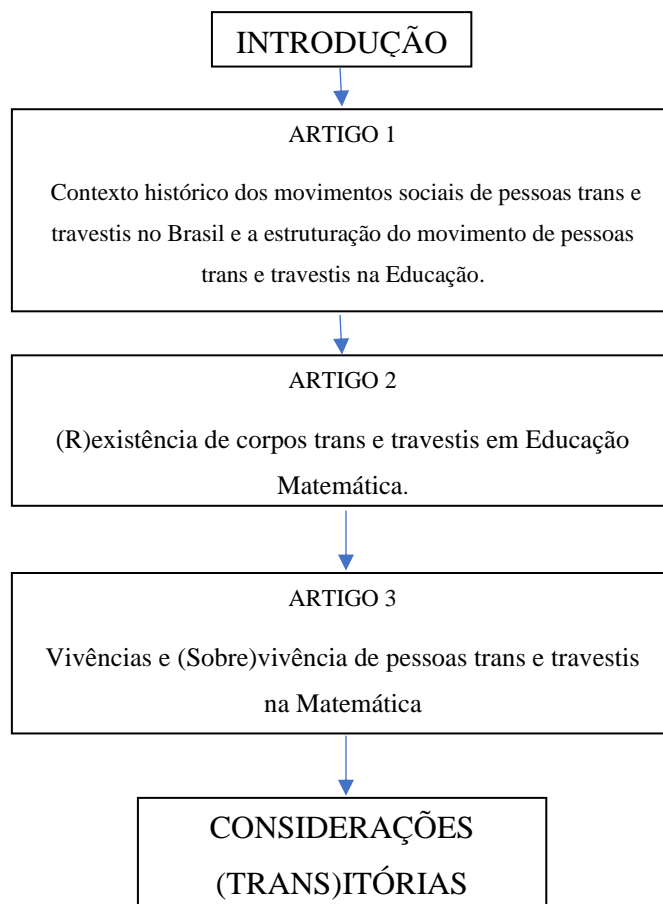 INTRODUÇÃO
ARTIGO 1
Contexto histórico dos movimentos sociais de pessoas trans e
travestis no Brasil e a estruturação do movimento de pessoas
trans e travestis na Educação.
ARTIGO 2
(R)existência de corpos trans e travestis em Educação
Matemática.
ARTIGO 3
Vivências e (Sobre)vivência de pessoas trans e travestis
na Matemática
CONSIDERAÇÕES
(TRANS)ITÓRIAS